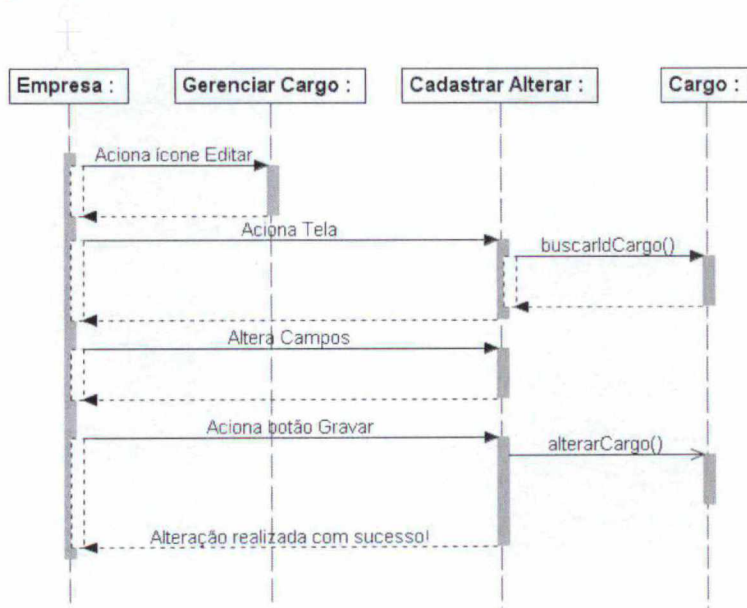 Empresa :
Gerenciar Cargo :
Cadastrar Alterar :
Cargo :
Aciona ícone Editar
Aciona Tela
buscarIdCargo()
Altera Campos
Aciona botão Gravar
alterarCargo()
Alteração realizada com sucesso!